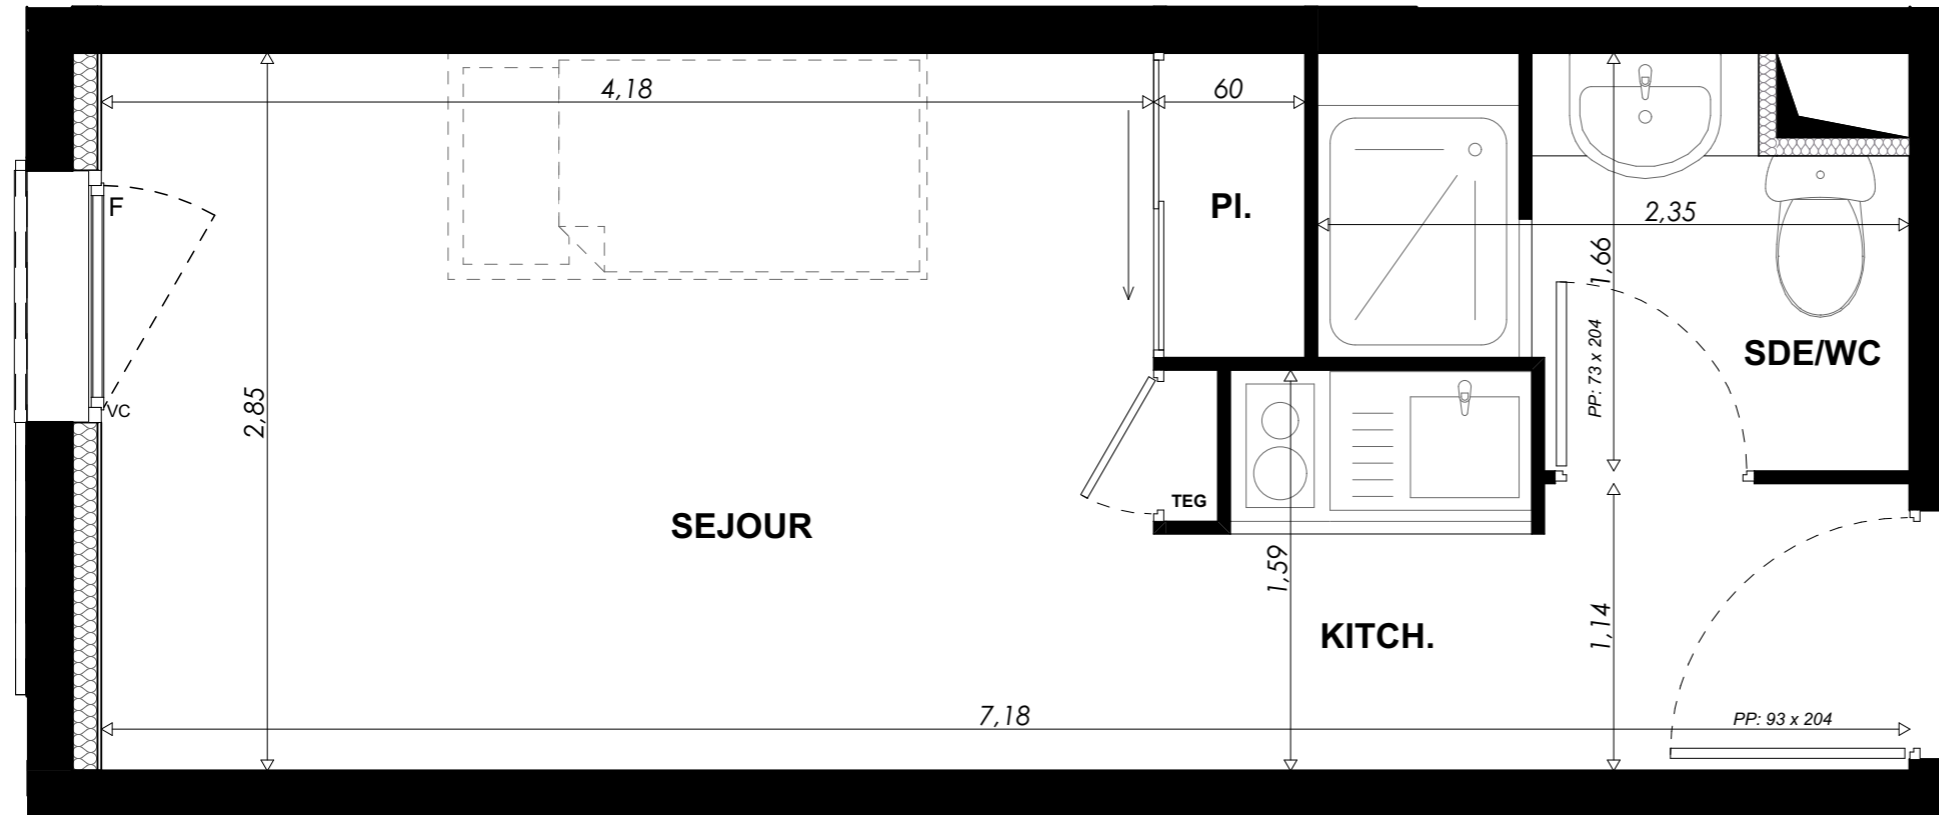 4,18
60
F
Pl.
2,35
1,66
PP: 73 x 204
SDE/WC
VC
2,85
TEG
SEJOUR
1,59
KITCH.
1,14
7,18
PP: 93 x 204